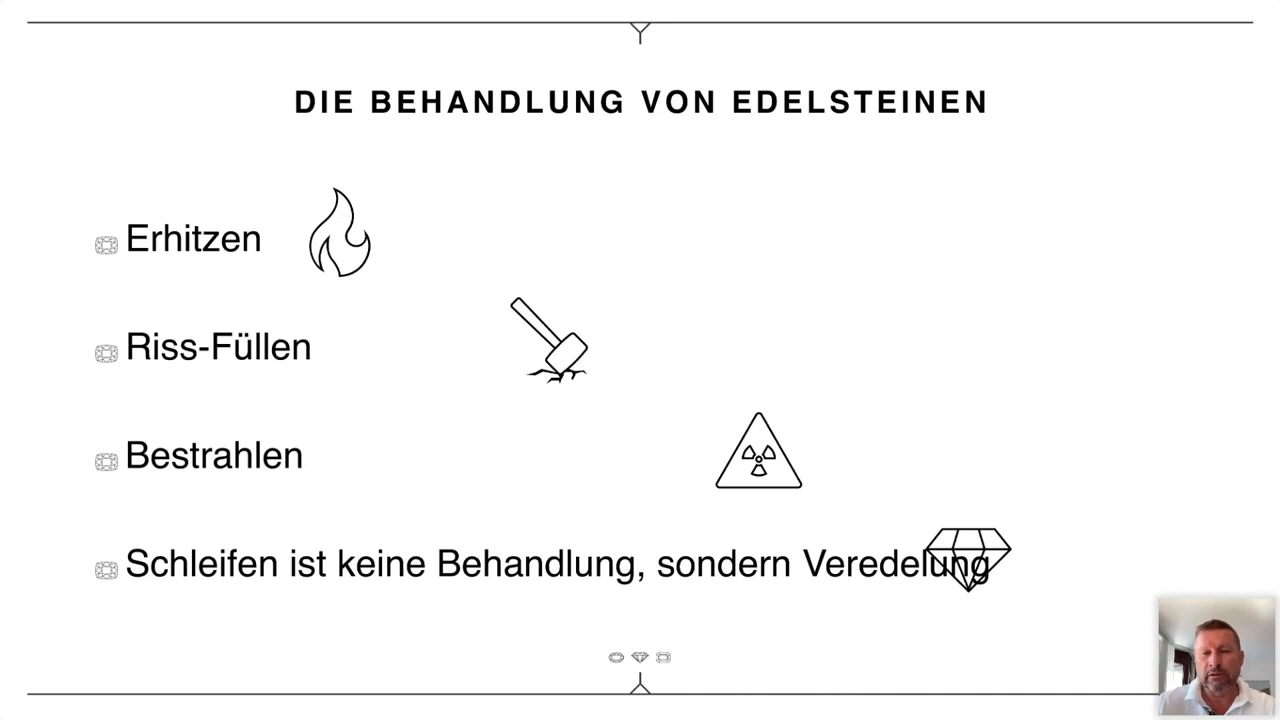 DIE BEHANDLUNG VON EDELSTEINEN
Erhitzen
Riss-Füllen
Bestrahlen
Schleifen ist keine Behandlung, sondern Veredelung